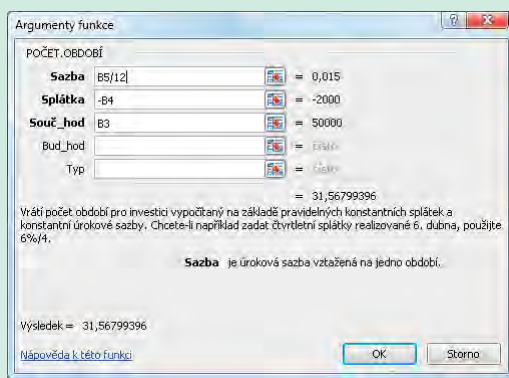 Argumenty funkce
POČET.OBDOBÍ
Sazba B5/12 = 0,015
Splátka -B4 = -2000
Souč_hod B3 = 50000
Bud_hod = číslo
Typ = číslo
= 31,56799396
Vrátí počet období pro investici vypočítaný na základě pravidelných konstantních splátek a
konstantní úrokové sazby. Chcete-li například zadat čtvrtletní splátky realizované 6. dubna, použijte
6%/4.
Sazba je úroková sazba vztažená na jedno období.
Výsledek = 31,56799396
Nápověda k této funkci
OK
Storno